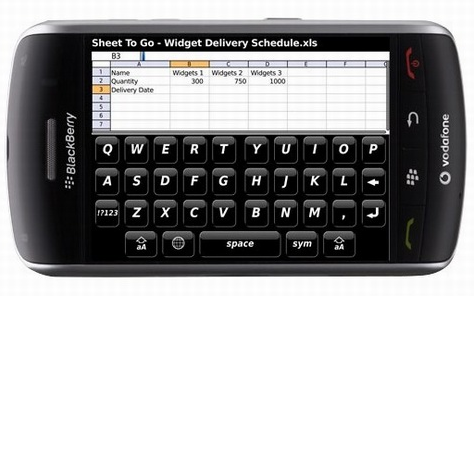 Sheet To Go - Widget Delivery Schedule.xls
B3
A B C D E F G
1 Name Widgets 1 Widgets 2 Widgets 3
2 Quantity 300 750 1000
3 Delivery Date
4
5
6
7
Q W E R T Y U I O P
A S D F G H J K L
!?123 Z X C V B N M ,
aA space sym aA
BlackBerry
vodafone